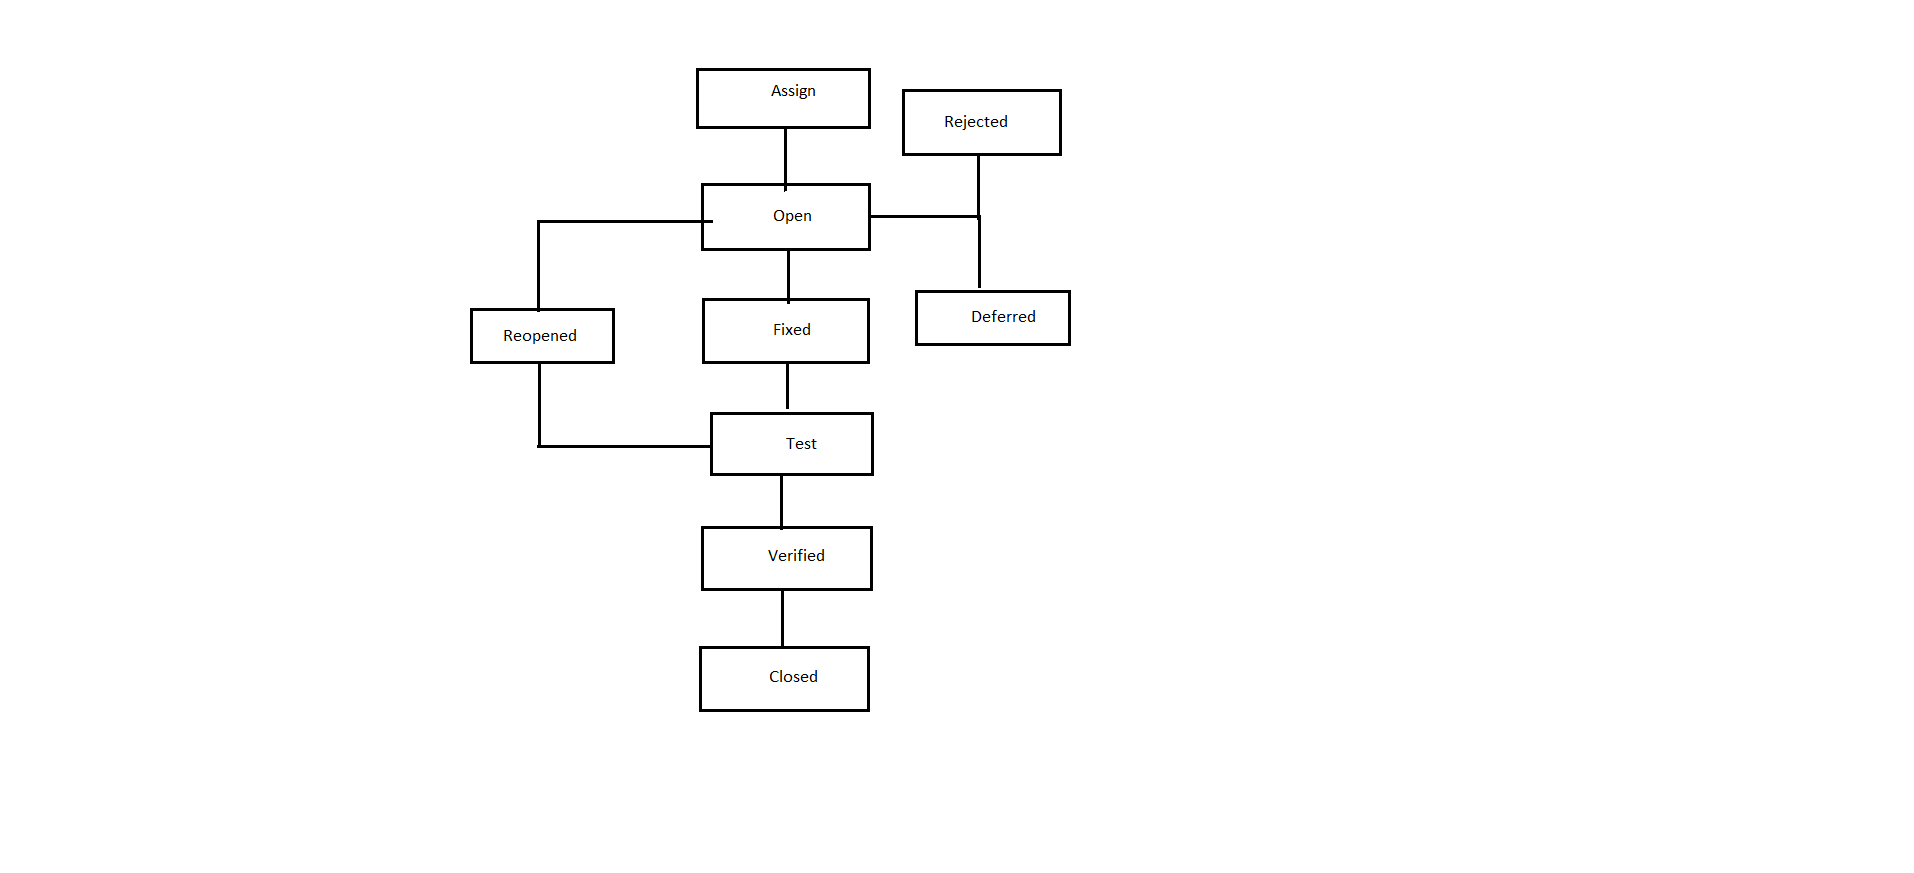 Assign
Rejected
Open
Deferred
Fixed
Reopened
Test
Verified
Closed